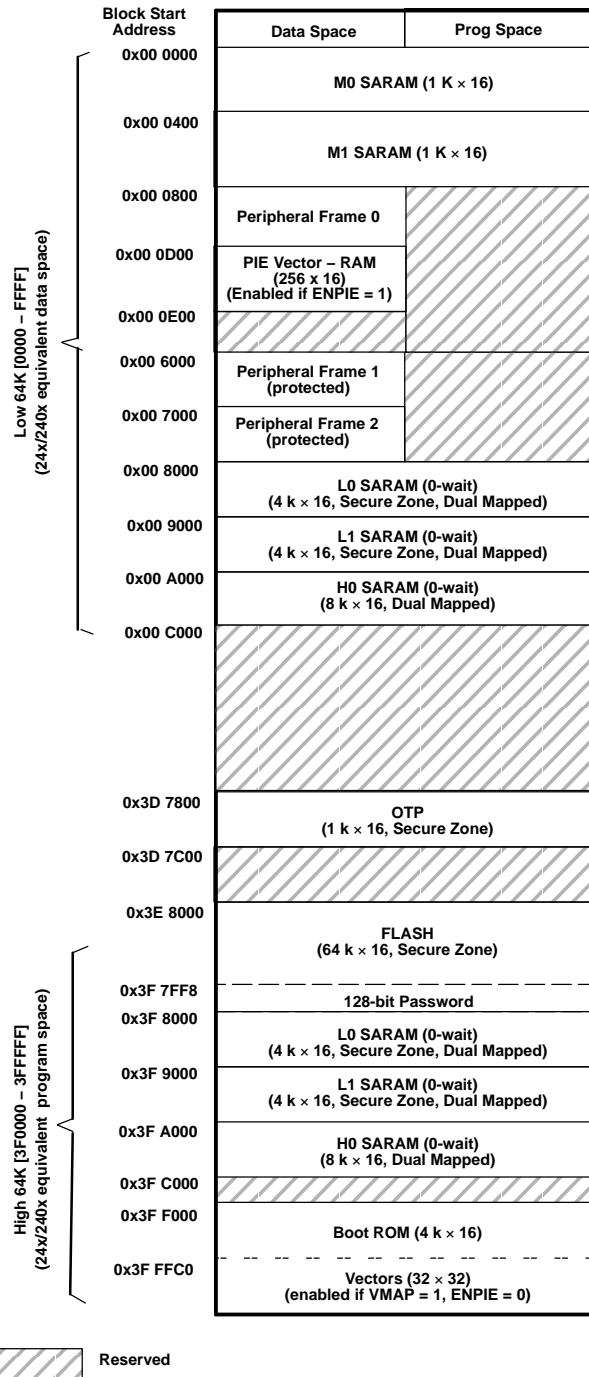 Block Start
Address
Data Space
Prog Space
0x00 0000
M0 SARAM (1 K × 16)
0x00 0400
M1 SARAM (1 K × 16)
0x00 0800
Peripheral Frame 0
0x00 0D00
PIE Vector – RAM
(256 x 16)
(Enabled if ENPIE = 1)
0x00 0E00
0x00 6000
Peripheral Frame 1
(protected)
0x00 7000
Peripheral Frame 2
(protected)
0x00 8000
L0 SARAM (0-wait)
(4 k × 16, Secure Zone, Dual Mapped)
0x00 9000
L1 SARAM (0-wait)
(4 k × 16, Secure Zone, Dual Mapped)
0x00 A000
H0 SARAM (0-wait)
(8 k × 16, Dual Mapped)
0x00 C000
Low 64K [0000 – FFFF]
(24x/240x equivalent data space)
0x3D 7800
OTP
(1 k × 16, Secure Zone)
0x3D 7C00
0x3E 8000
FLASH
(64 k × 16, Secure Zone)
0x3F 7FF8
128-bit Password
0x3F 8000
L0 SARAM (0-wait)
(4 k × 16, Secure Zone, Dual Mapped)
0x3F 9000
L1 SARAM (0-wait)
(4 k × 16, Secure Zone, Dual Mapped)
0x3F A000
H0 SARAM (0-wait)
(8 k × 16, Dual Mapped)
0x3F C000
0x3F F000
Boot ROM (4 k × 16)
0x3F FFC0
Vectors (32 × 32)
(enabled if VMAP = 1, ENPIE = 0)
High 64K [3F0000 – 3FFFFF]
(24x/240x equivalent program space)
Reserved